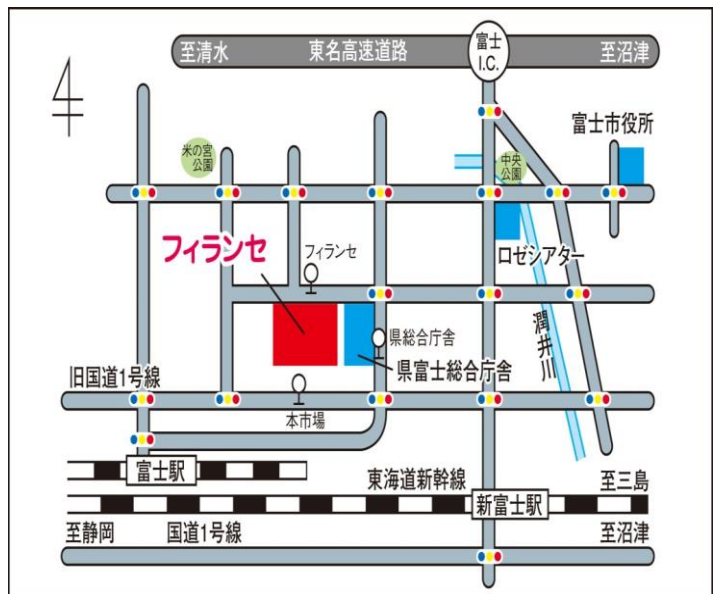 至清水
東名高速道路
富士
I.C.
至沼津
米の宮
公園
中央
公園
富士市役所
フィランセ
フィランセ
ロゼシアター
潤井川
県総合庁舎
県富士総合庁舎
旧国道1号線
本市場
富士駅
東海道新幹線
新富士駅
至三島
至静岡
国道1号線
至沼津